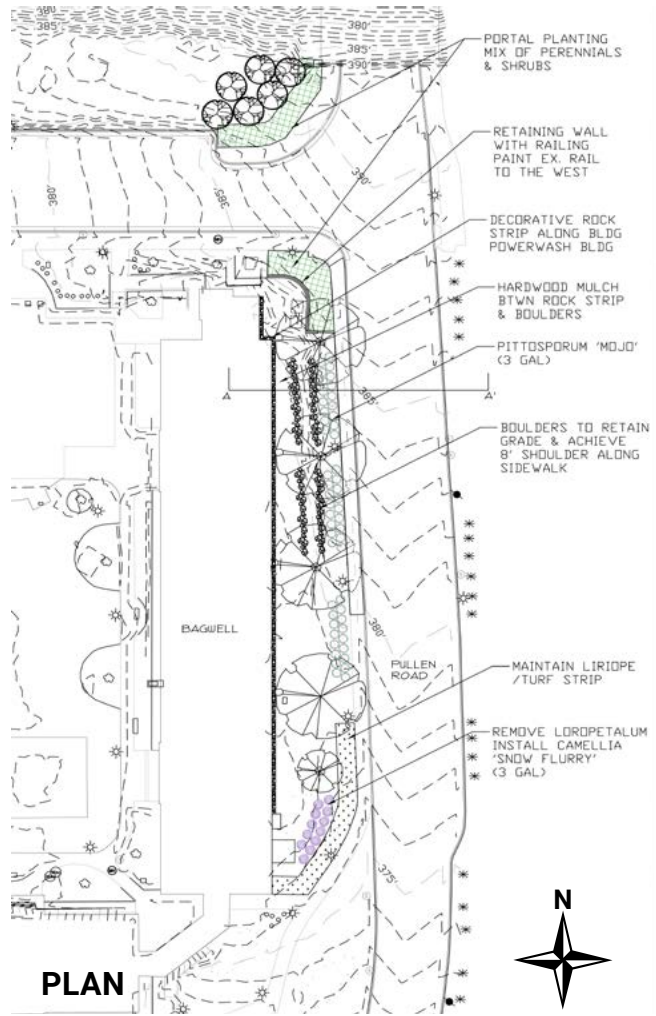 380'
385'
380'
385'
390'
PORTAL PLANTING
MIX OF PERENNIALS
& SHRUBS
RETAINING WALL
WITH RAILING
PAINT EX. RAIL
TO THE WEST
390'
385'
385'
DECORATIVE ROCK
STRIP ALONG BLDG
POWERWASH BLDG
HARDWOOD MULCH
BTWN ROCK STRIP
& BOULDERS
PITTOSPORUM 'MOJO'
(3 GAL)
A
A'
385'
BOULDERS TO RETAIN
GRADE & ACHIEVE
8' SHOULDER ALONG
SIDEWALK
BAGWELL
380'
PULLEN
ROAD
MAINTAIN LIRIOPE
/TURF STRIP
REMOVE LOROPETALUM
INSTALL CAMELLIA
'SNOW FLURRY'
(3 GAL)
375'
N
PLAN